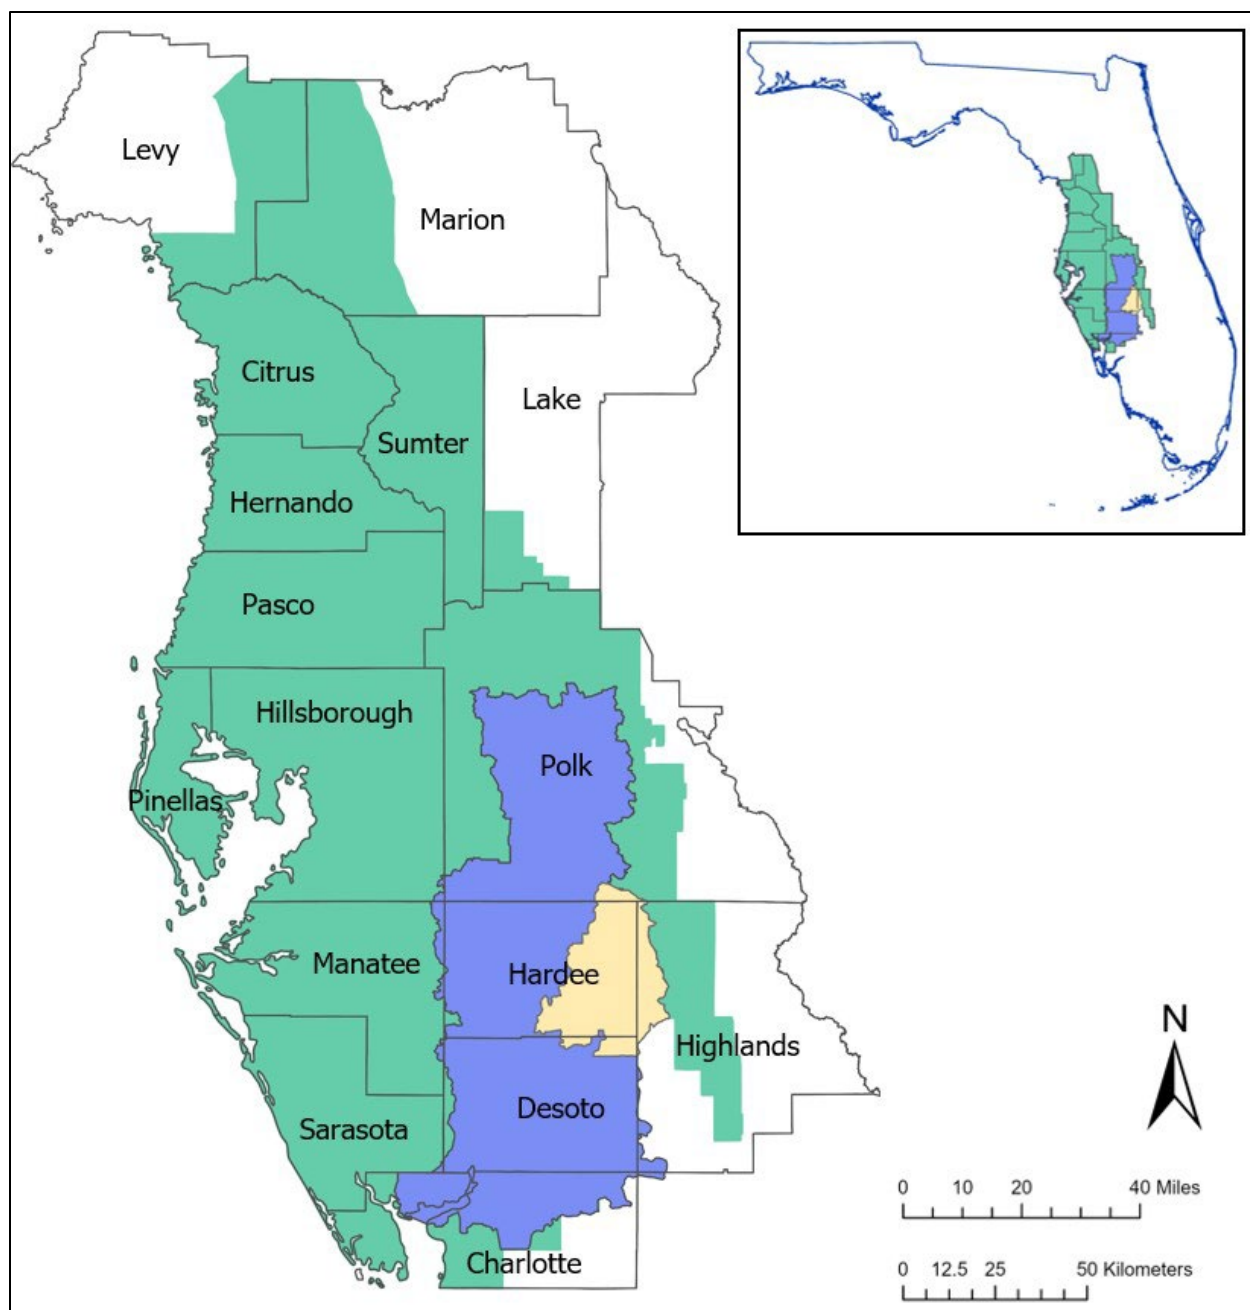 Levy
Marion
Citrus
Lake
Sumter
Hernando
Pasco
Hillsborough
Polk
Pinellas
Manatee
Hardee
Highlands
Desoto
Sarasota
Charlotte
N
0 10 20 40 Miles
0 12.5 25 50 Kilometers